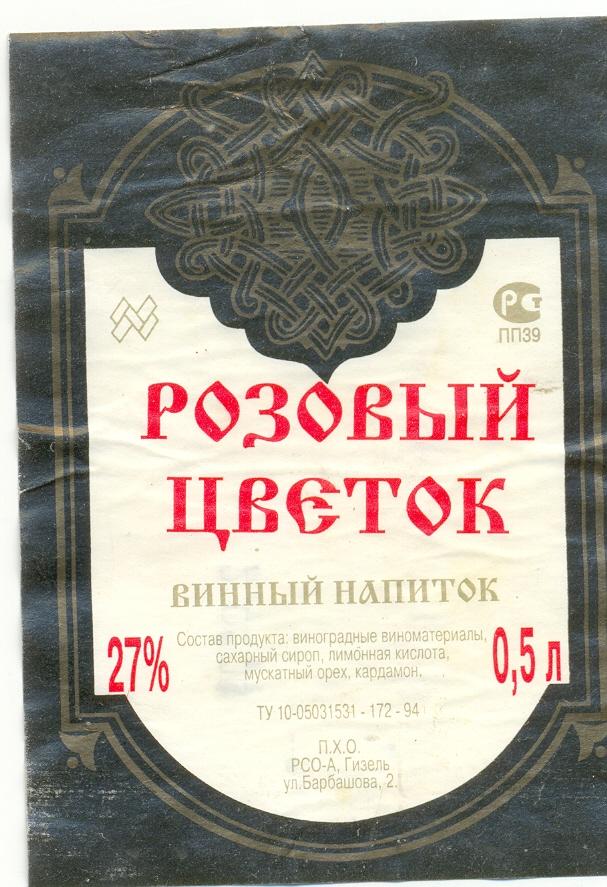 РСТ
ПП39
РОЗОВЫЙ
ЦВЕТОК
ВИННЫЙ НАПИТОК
27%
Состав продукта: виноградные виноматериалы,
сахарный сироп, лимонная кислота,
мускатный орех, кардамон.
0,5 л
ТУ 10-05031531 - 172 - 94
П.Х.О.
РСО-А, Гизель
ул.Барбашова, 2.